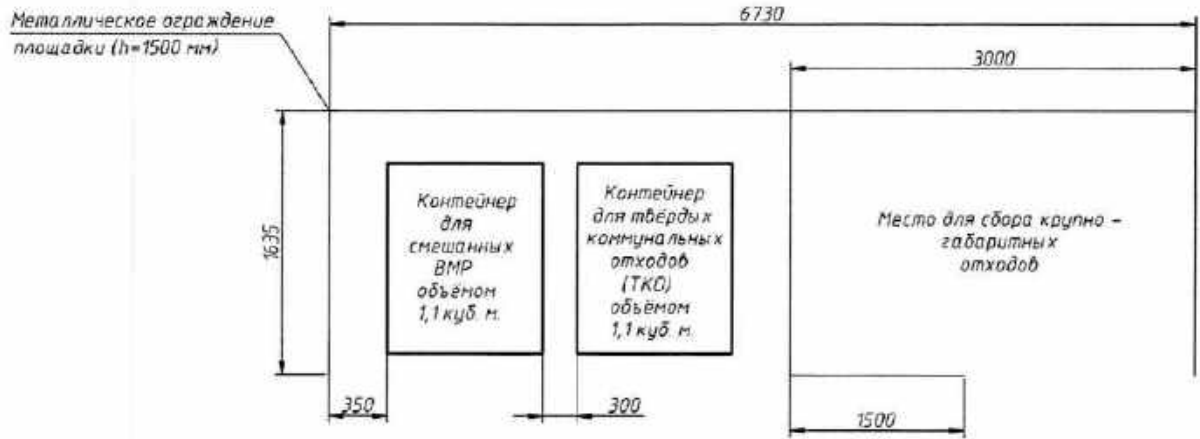 Металлическое ограждение
площадки (h=1500 мм)
6730
3000
1635
Контейнер
для
смешанных
ВМР
объёмом
1,1 куб. м.
Контейнер
для твёрдых
коммунальных
отходов
(ТКО)
объёмом
1,1 куб. м.
Место для сбора крупно –
габаритных
отходов
350
300
1500